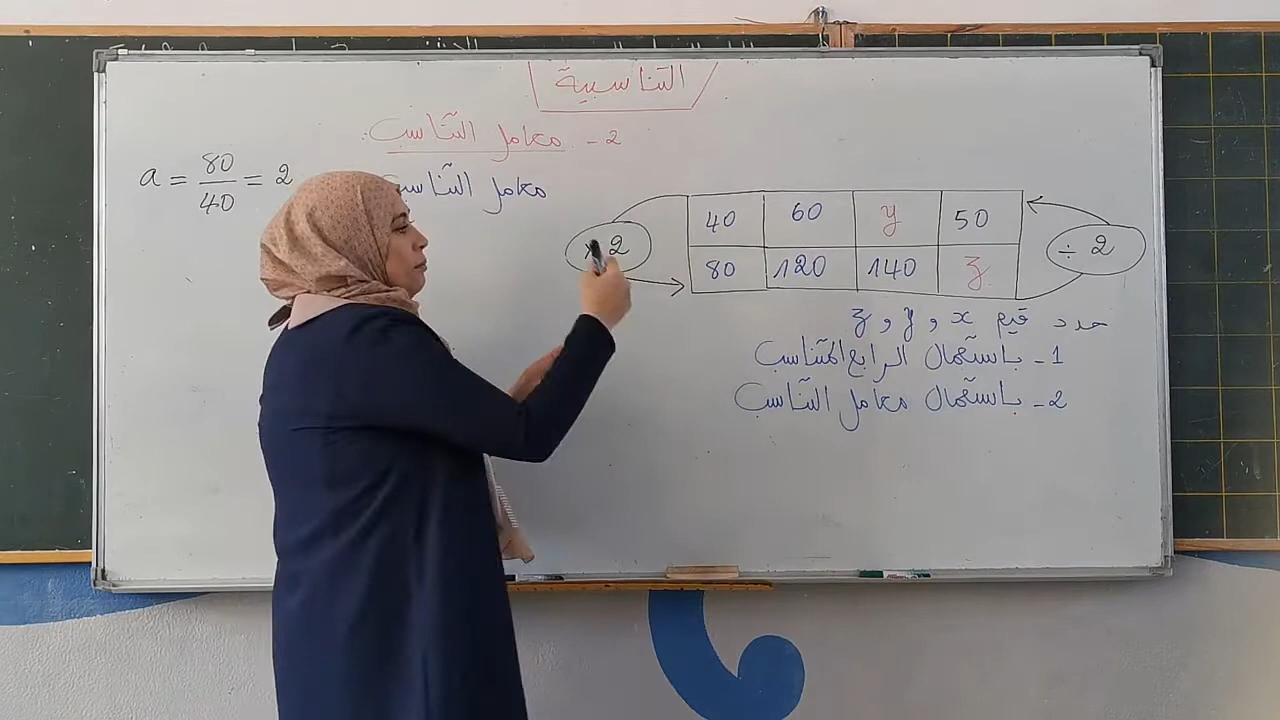 التناسبية
2- معامل التناسب:
a = 80/40 = 2 معامل التناسب
40 60 y 50
× 2 ÷ 2
80 120 140 z
حدد قيم x و y و z
1- باستعمال الرابع المتناسب
2- باستعمال معامل التناسب